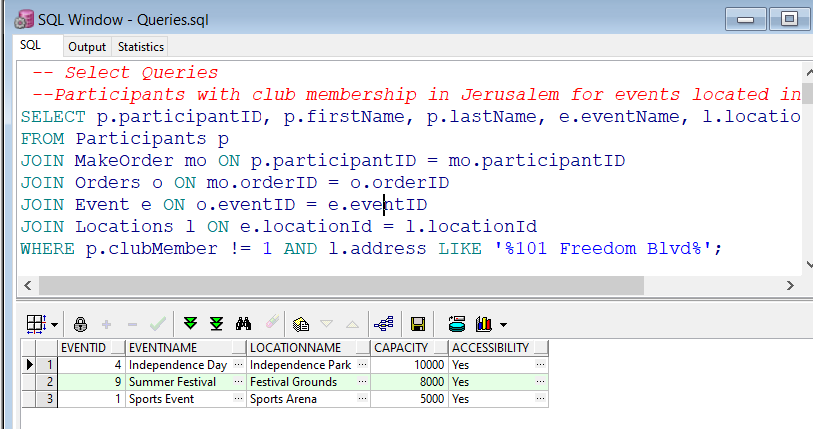 SQL Window - Queries.sql
SQL Output Statistics
-- Select Queries
--Participants with club membership in Jerusalem for events located in
SELECT p.participantID, p.firstName, p.lastName, e.eventName, l.locatio
FROM Participants p
JOIN MakeOrder mo ON p.participantID = mo.participantID
JOIN Orders o ON mo.orderID = o.orderID
JOIN Event e ON o.eventID = e.eventID
JOIN Locations l ON e.locationId = l.locationId
WHERE p.clubMember != 1 AND l.address LIKE '%101 Freedom Blvd%';
EVENTID EVENTNAME LOCATIONNAME CAPACITY ACCESSIBILITY
1 4 Independence Day ... Independence Park ... 10000 Yes ...
2 9 Summer Festival ... Festival Grounds ... 8000 Yes ...
3 1 Sports Event ... Sports Arena ... 5000 Yes ...